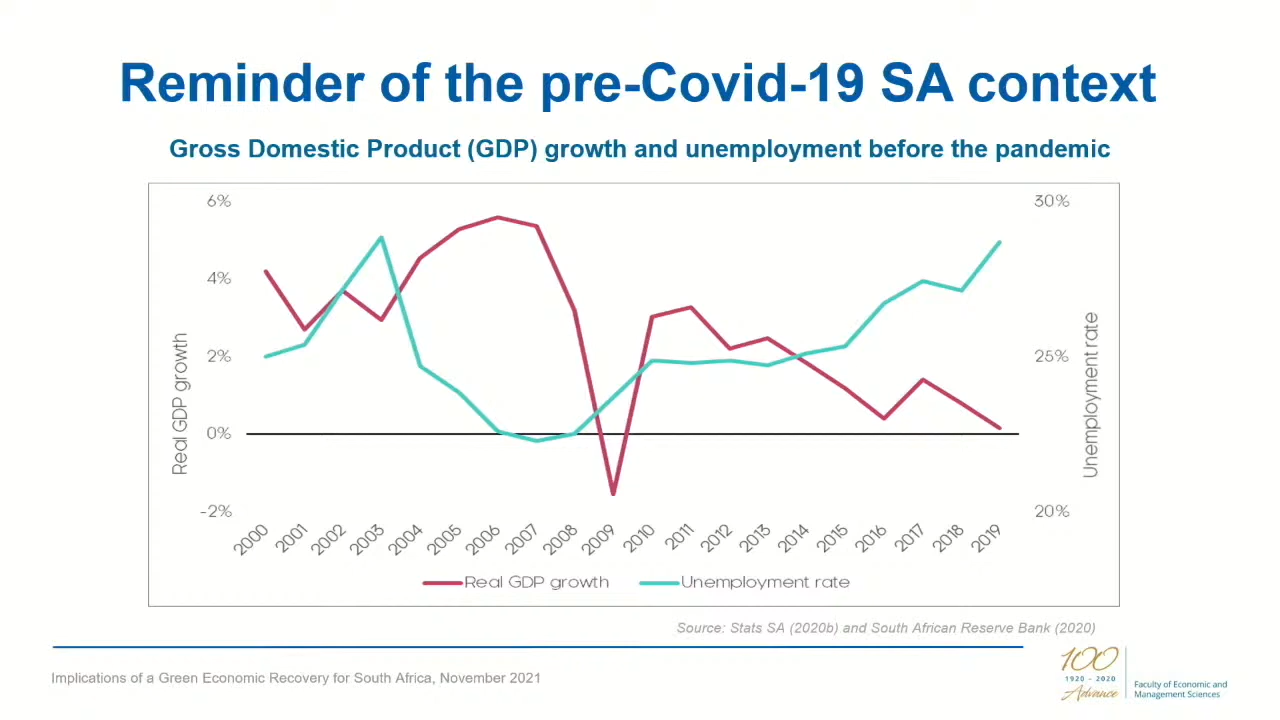 Reminder of the pre-Covid-19 SA context
Gross Domestic Product (GDP) growth and unemployment before the pandemic
6%
30%
4%
2%
25%
0%
-2%
20%
Real GDP growth
Unemployment rate
2000
2001
2002
2003
2004
2005
2006
2007
2008
2009
2010
2011
2012
2013
2014
2015
2016
2017
2018
2019
Real GDP growth
Unemployment rate
Source: Stats SA (2020b) and South African Reserve Bank (2020)
Implications of a Green Economic Recovery for South Africa, November 2021
100
1920 - 2020
Advance
Faculty of Economic and
Management Sciences